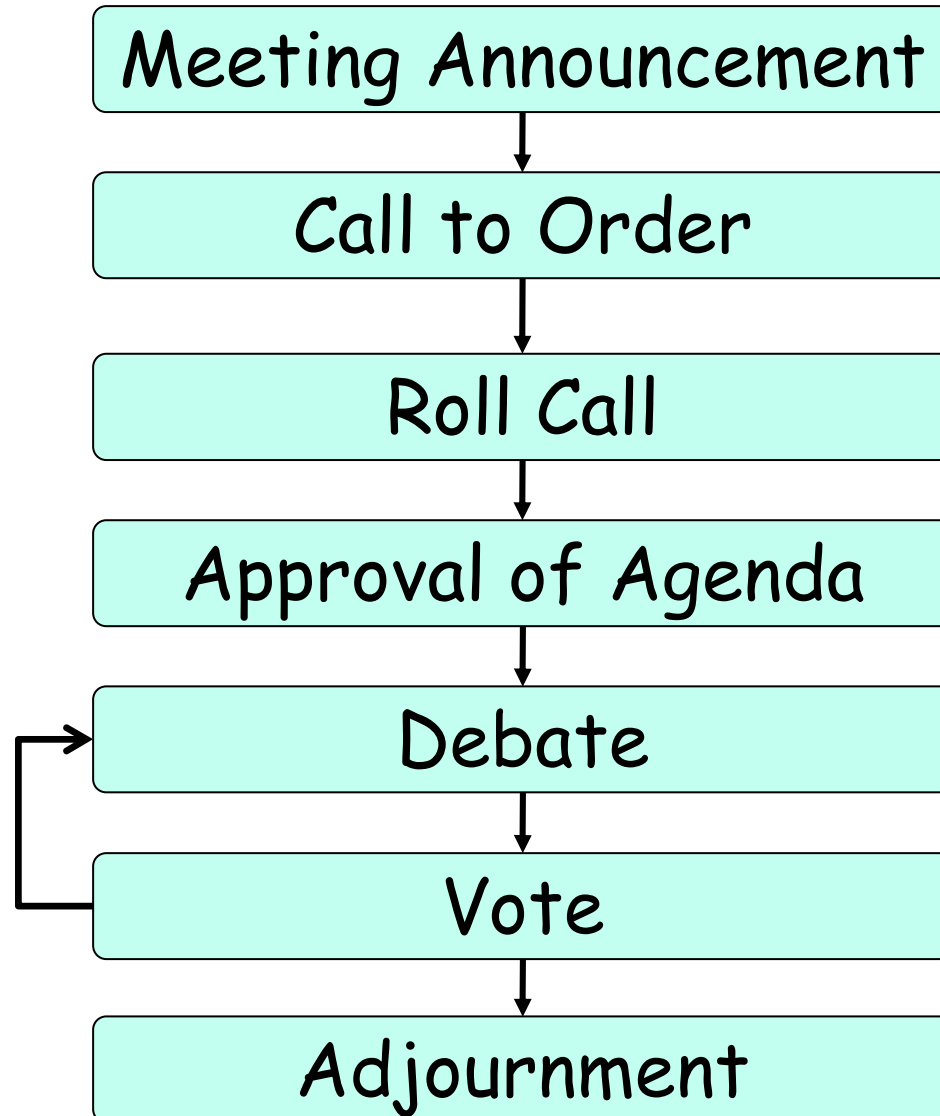 Meeting Announcement
Call to Order
Roll Call
Approval of Agenda
Debate
Vote
Adjournment